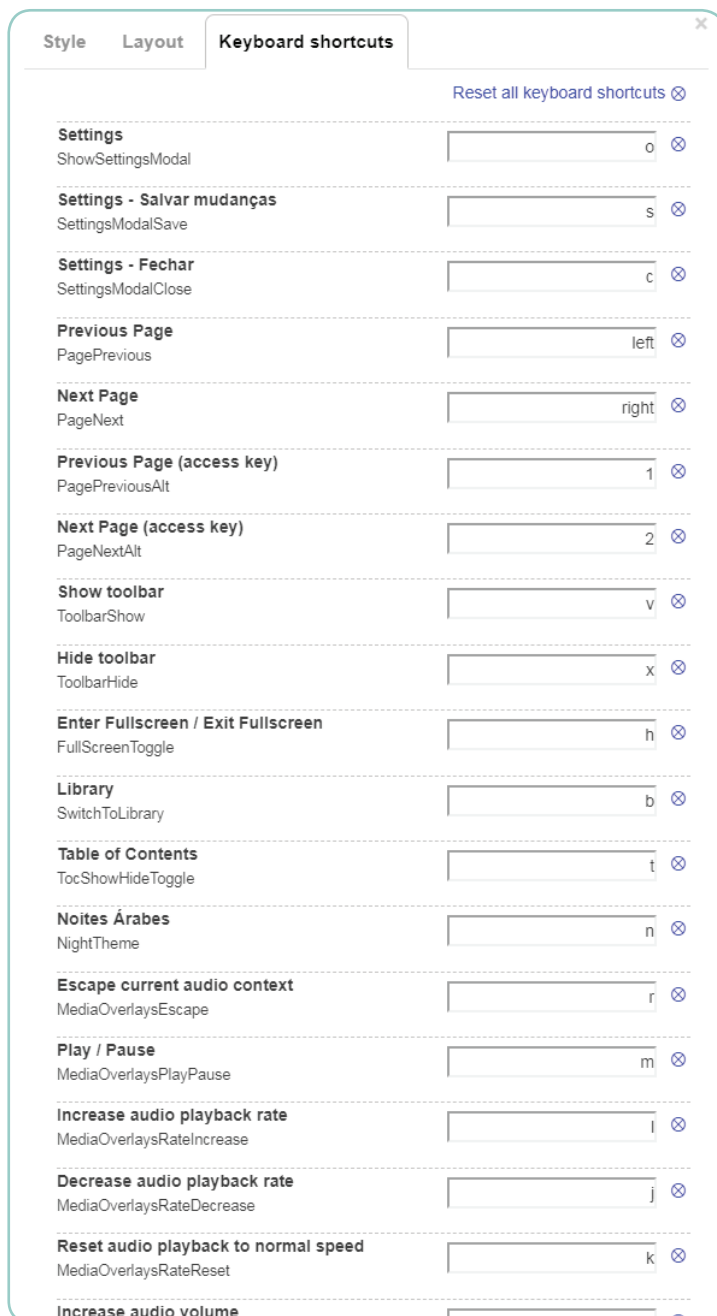 ×
Style Layout Keyboard shortcuts
Reset all keyboard shortcuts ⊗
Settings
ShowSettingsModal
o ⊗
Settings - Salvar mudanças
SettingsModalSave
s ⊗
Settings - Fechar
SettingsModalClose
c ⊗
Previous Page
PagePrevious
left ⊗
Next Page
PageNext
right ⊗
Previous Page (access key)
PagePreviousAlt
1 ⊗
Next Page (access key)
PageNextAlt
2 ⊗
Show toolbar
ToolbarShow
v ⊗
Hide toolbar
ToolbarHide
x ⊗
Enter Fullscreen / Exit Fullscreen
FullScreenToggle
h ⊗
Library
SwitchToLibrary
b ⊗
Table of Contents
TocShowHideToggle
t ⊗
Noites Árabes
NightTheme
n ⊗
Escape current audio context
MediaOverlaysEscape
r ⊗
Play / Pause
MediaOverlaysPlayPause
m ⊗
Increase audio playback rate
MediaOverlaysRateIncrease
l ⊗
Decrease audio playback rate
MediaOverlaysRateDecrease
j ⊗
Reset audio playback to normal speed
MediaOverlaysRateReset
k ⊗
Increase audio volume